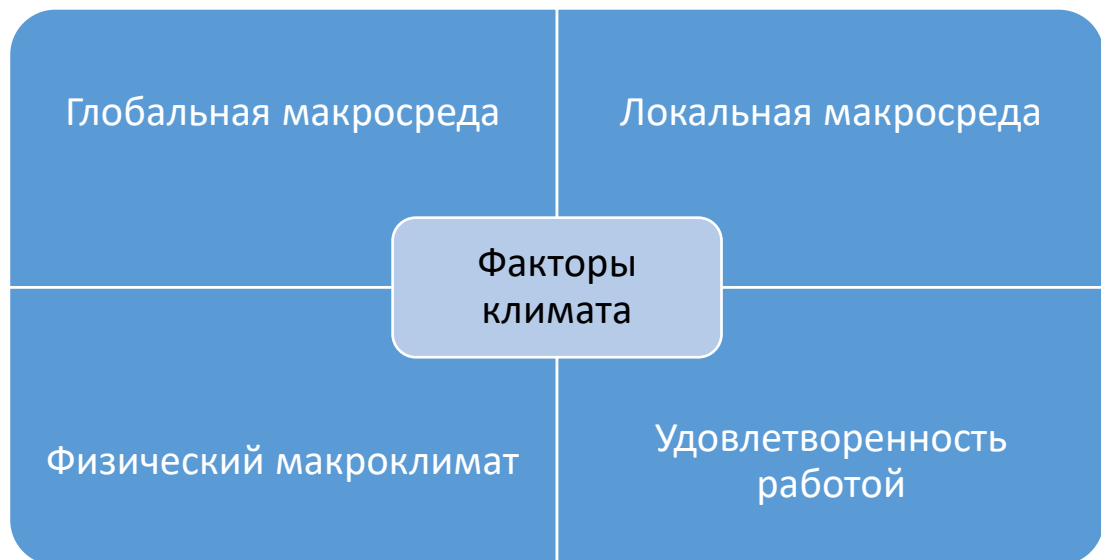 Глобальная макросреда
Локальная макросреда
Факторы
климата
Физический макроклимат
Удовлетворенность
работой